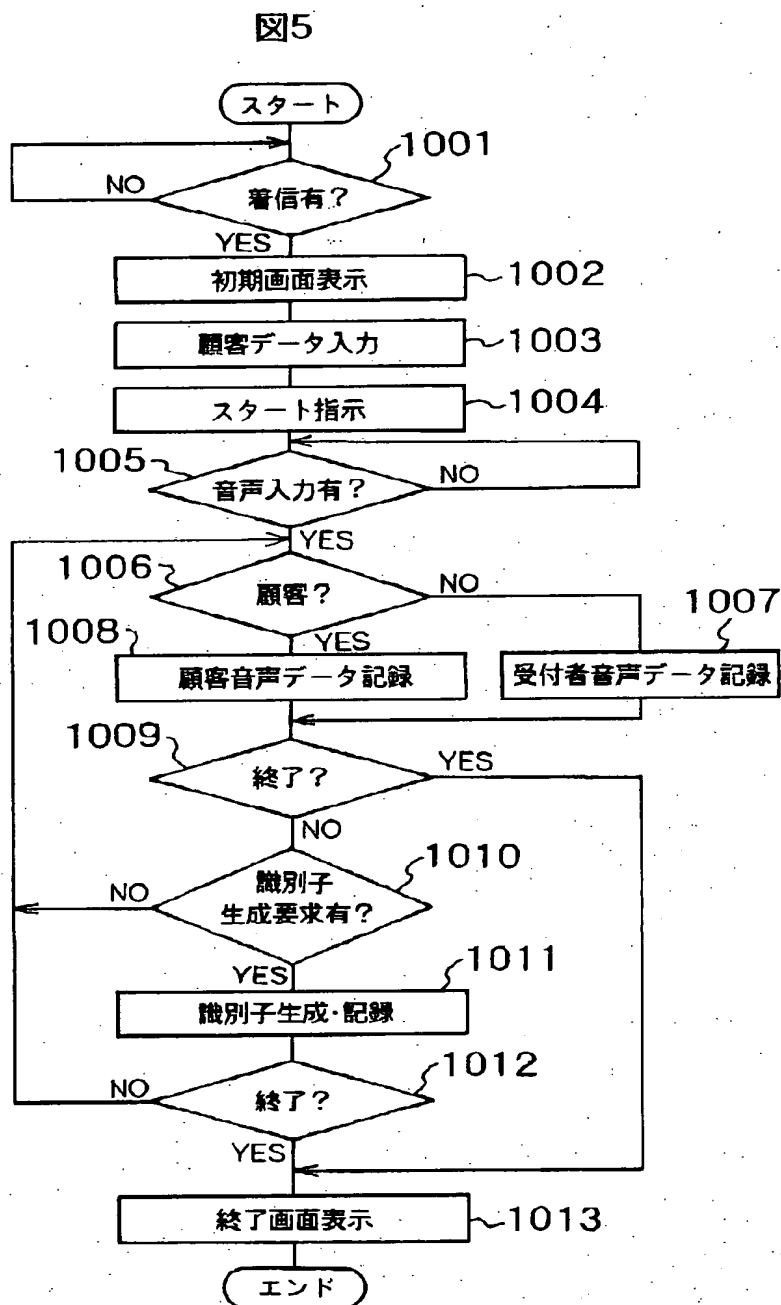 図5
スタート
1001
NO
着信有?
YES
初期画面表示
1002
顧客データ入力
1003
スタート指示
1004
1005
音声入力有?
NO
YES
1006
顧客?
NO
1007
YES
1008
顧客音声データ記録
受付者音声データ記録
1009
終了?
YES
NO
1010
識別子
生成要求有?
NO
YES
1011
識別子生成・記録
1012
NO
終了?
YES
終了画面表示
1013
エンド